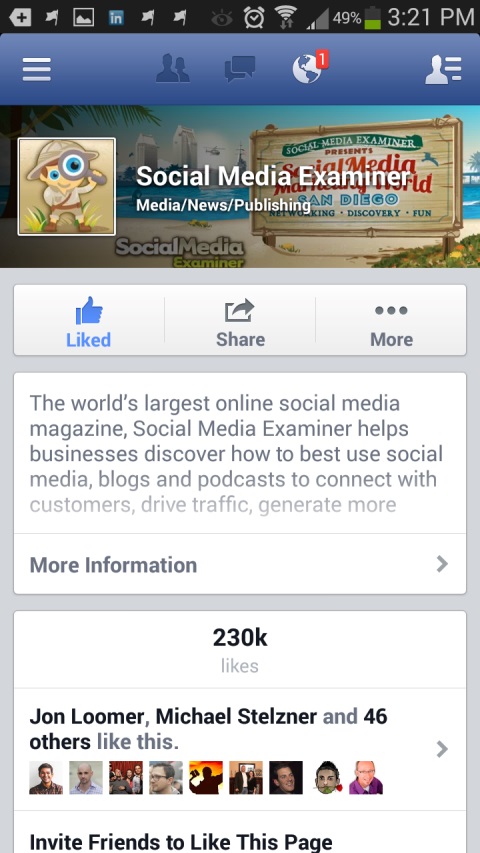 49% 3:21 PM
1
SOCIAL MEDIA EXAMINER
PRESENTS
Social Media
Marketing World
SAN DIEGO
NETWORKING • DISCOVERY • FUN
Social Media Examiner
Media/News/Publishing
SocialMedia
Examiner
Liked
Share
More
The world's largest online social media
magazine, Social Media Examiner helps
businesses discover how to best use social
media, blogs and podcasts to connect with
customers, drive traffic, generate more
More Information
230k
likes
Jon Loomer, Michael Stelzner and 46
others like this.
Invite Friends to Like This Page